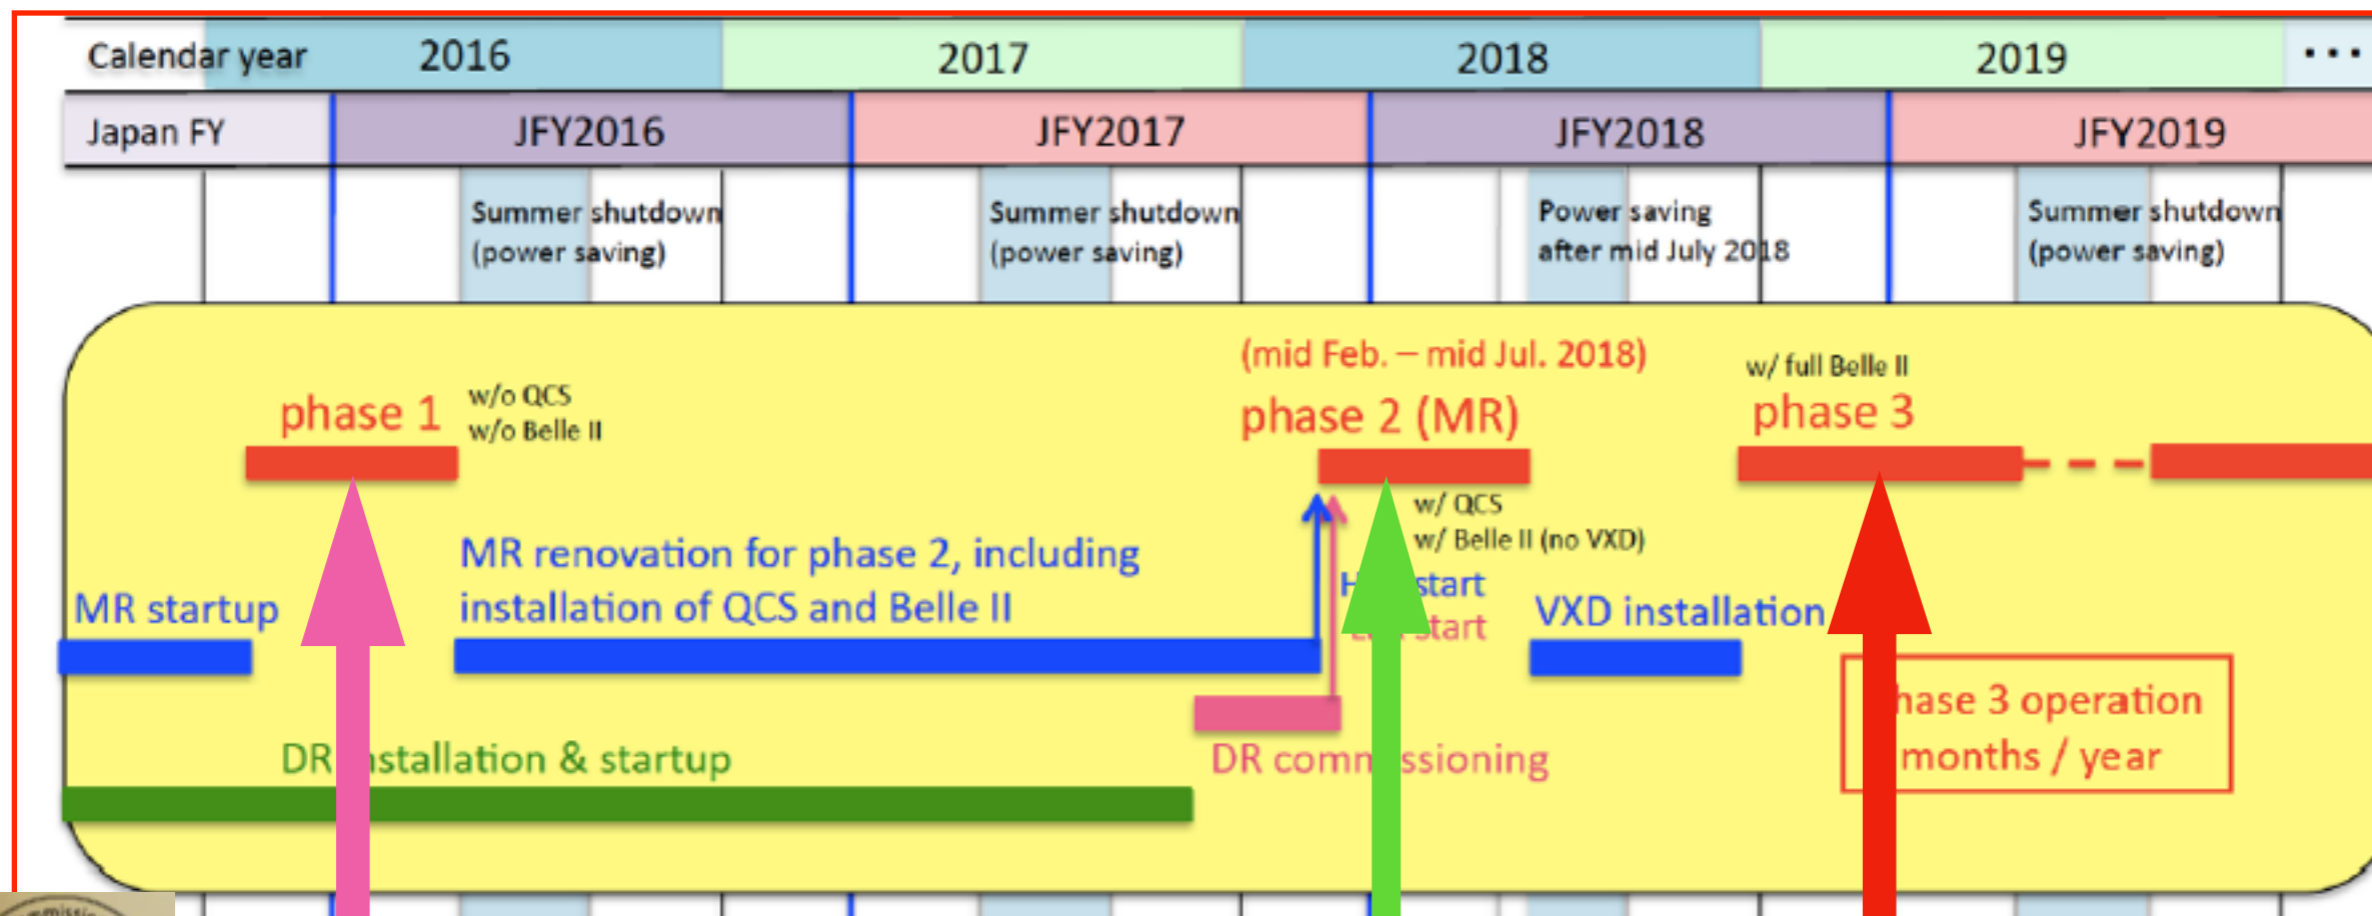 Calendar year 2016 2017 2018 2019 ...
Japan FY JFY2016 JFY2017 JFY2018 JFY2019
Summer shutdown
(power saving)
Summer shutdown
(power saving)
Power saving
after mid July 2018
Summer shutdown
(power saving)
phase 1
w/o QCS
w/o Belle II
(mid Feb. – mid Jul. 2018)
phase 2 (MR)
w/ full Belle II
phase 3
w/ QCS
w/ Belle II (no VXD)
MR startup
MR renovation for phase 2, including
installation of QCS and Belle II
start
start
VXD installation
DR installation & startup
DR commissioning
phase 3 operation
months / year